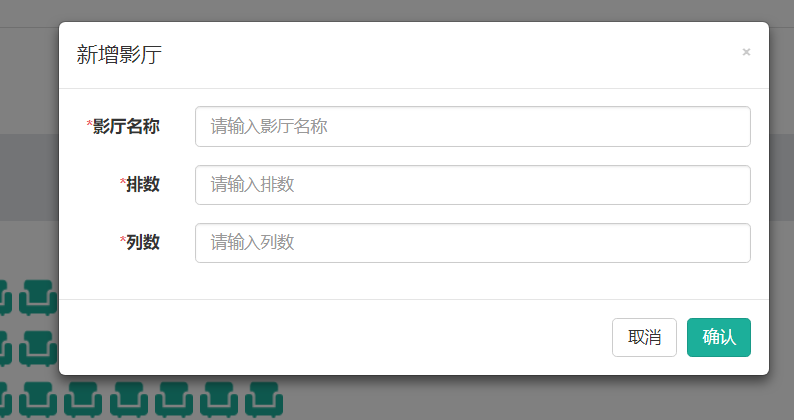 新增影厅
×
*影厅名称 请输入影厅名称
*排数 请输入排数
*列数 请输入列数
取消 确认